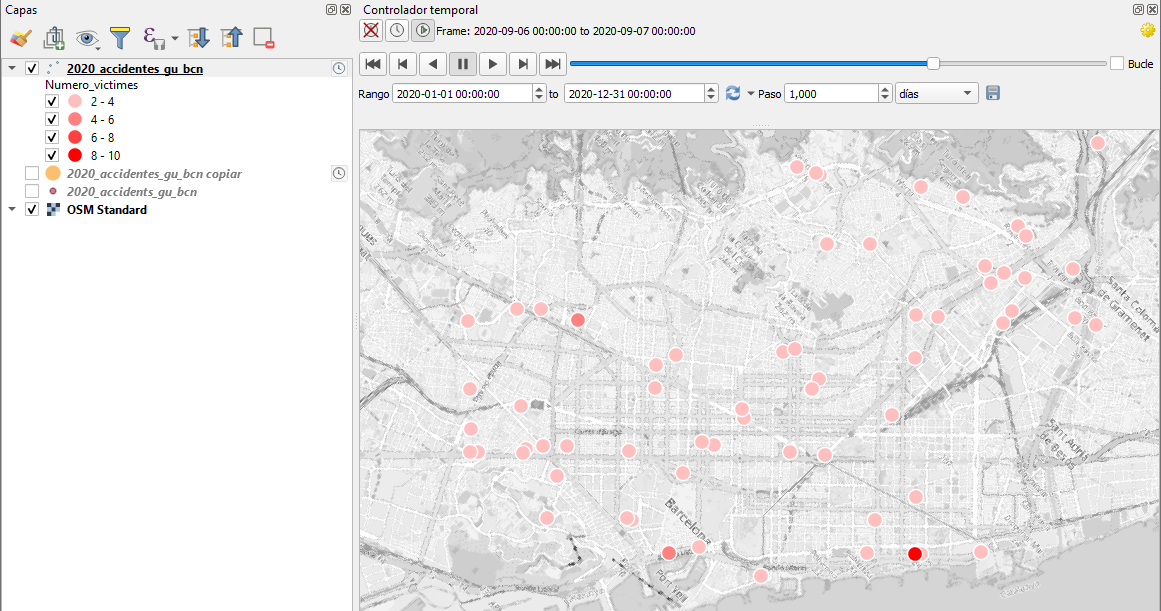 Capas
2020_accidentes_gu_bcn
Numero_victimes
2 - 4
4 - 6
6 - 8
8 - 10
2020_accidentes_gu_bcn copiar
2020_accidents_gu_bcn
OSM Standard
Controlador temporal
Frame: 2020-09-06 00:00:00 to 2020-09-07 00:00:00
Bucle
Rango 2020-01-01 00:00:00 to 2020-12-31 00:00:00 Paso 1,000 días
Santa Coloma
De Gramenet
Sant Adrià
De Besòs
Barcelona
Port Vell